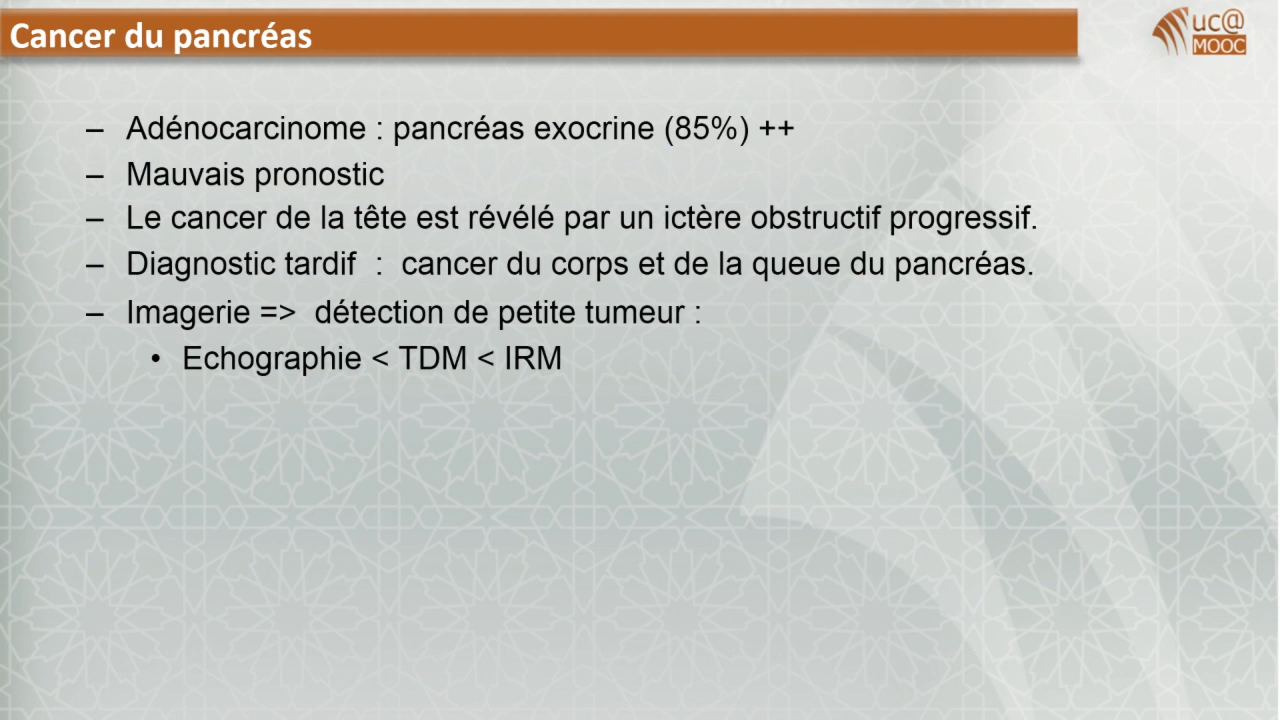 Cancer du pancréas
uc@
MOOC
– Adénocarcinome : pancréas exocrine (85%) ++
– Mauvais pronostic
– Le cancer de la tête est révélé par un ictère obstructif progressif.
– Diagnostic tardif : cancer du corps et de la queue du pancréas.
– Imagerie => détection de petite tumeur :
• Echographie < TDM < IRM